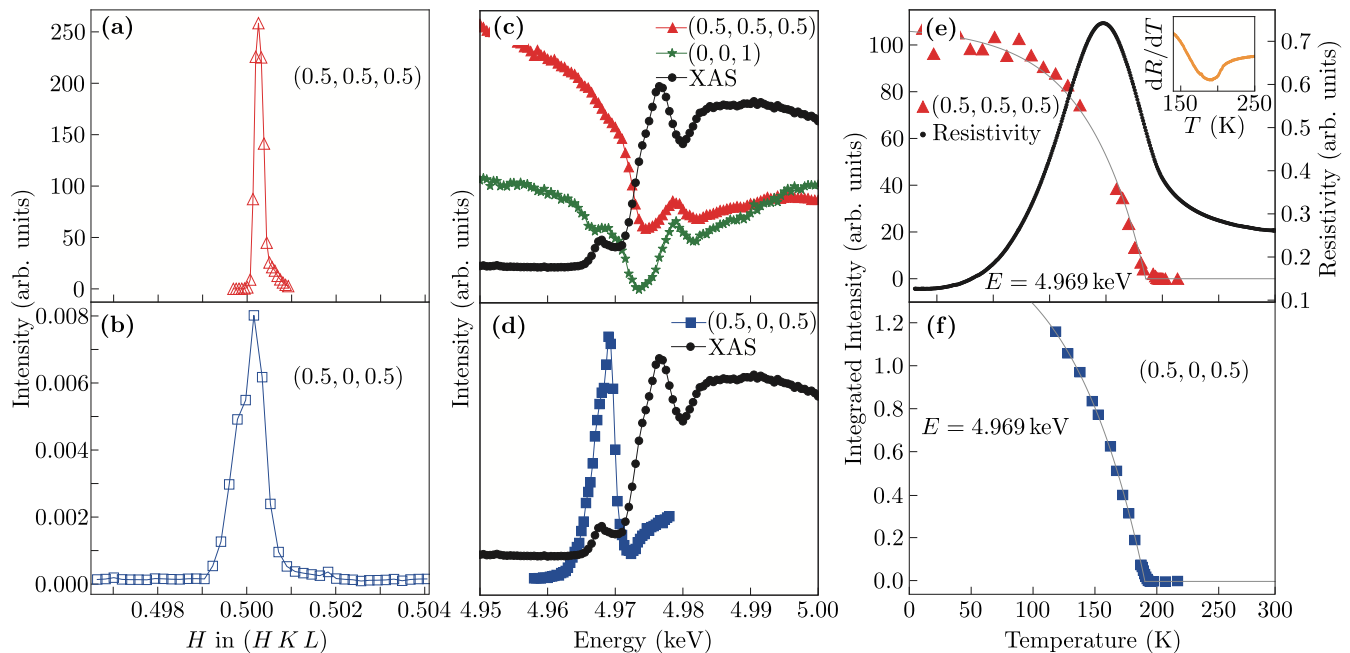 (a)
(0.5, 0.5, 0.5)
250
200
150
100
50
0
Intensity (arb. units)
(b)
(0.5, 0, 0.5)
0.008
0.006
0.004
0.002
0.000
0.498
0.500
0.502
0.504
H in (H K L)
(c)
(0.5, 0.5, 0.5)
(0, 0, 1)
XAS
Intensity (arb. units)
(d)
(0.5, 0, 0.5)
XAS
4.95
4.96
4.97
4.98
4.99
5.00
Energy (keV)
(e)
100
80
60
40
20
0
(0.5, 0.5, 0.5)
Resistivity
E = 4.969 keV
dR/dT
150
250
T (K)
0.7
0.6
0.5
0.4
0.3
0.2
0.1
Resistivity (arb. units)
Integrated Intensity (arb. units)
(f)
(0.5, 0, 0.5)
E = 4.969 keV
1.2
1.0
0.8
0.6
0.4
0.2
0.0
0
50
100
150
200
250
300
Temperature (K)